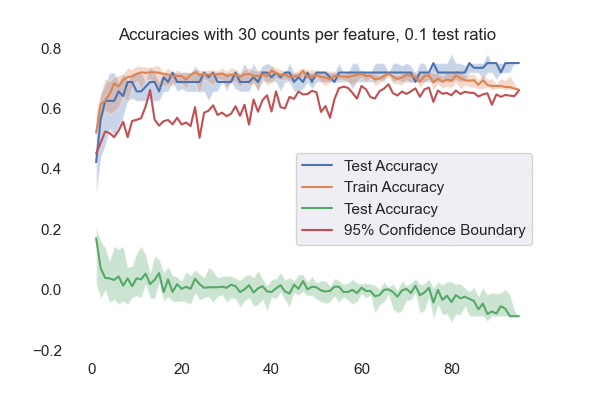 Accuracies with 30 counts per feature, 0.1 test ratio
0.8
0.6
0.4
0.2
0.0
−0.2
0
20
40
60
80
Test Accuracy
Train Accuracy
Test Accuracy
95% Confidence Boundary